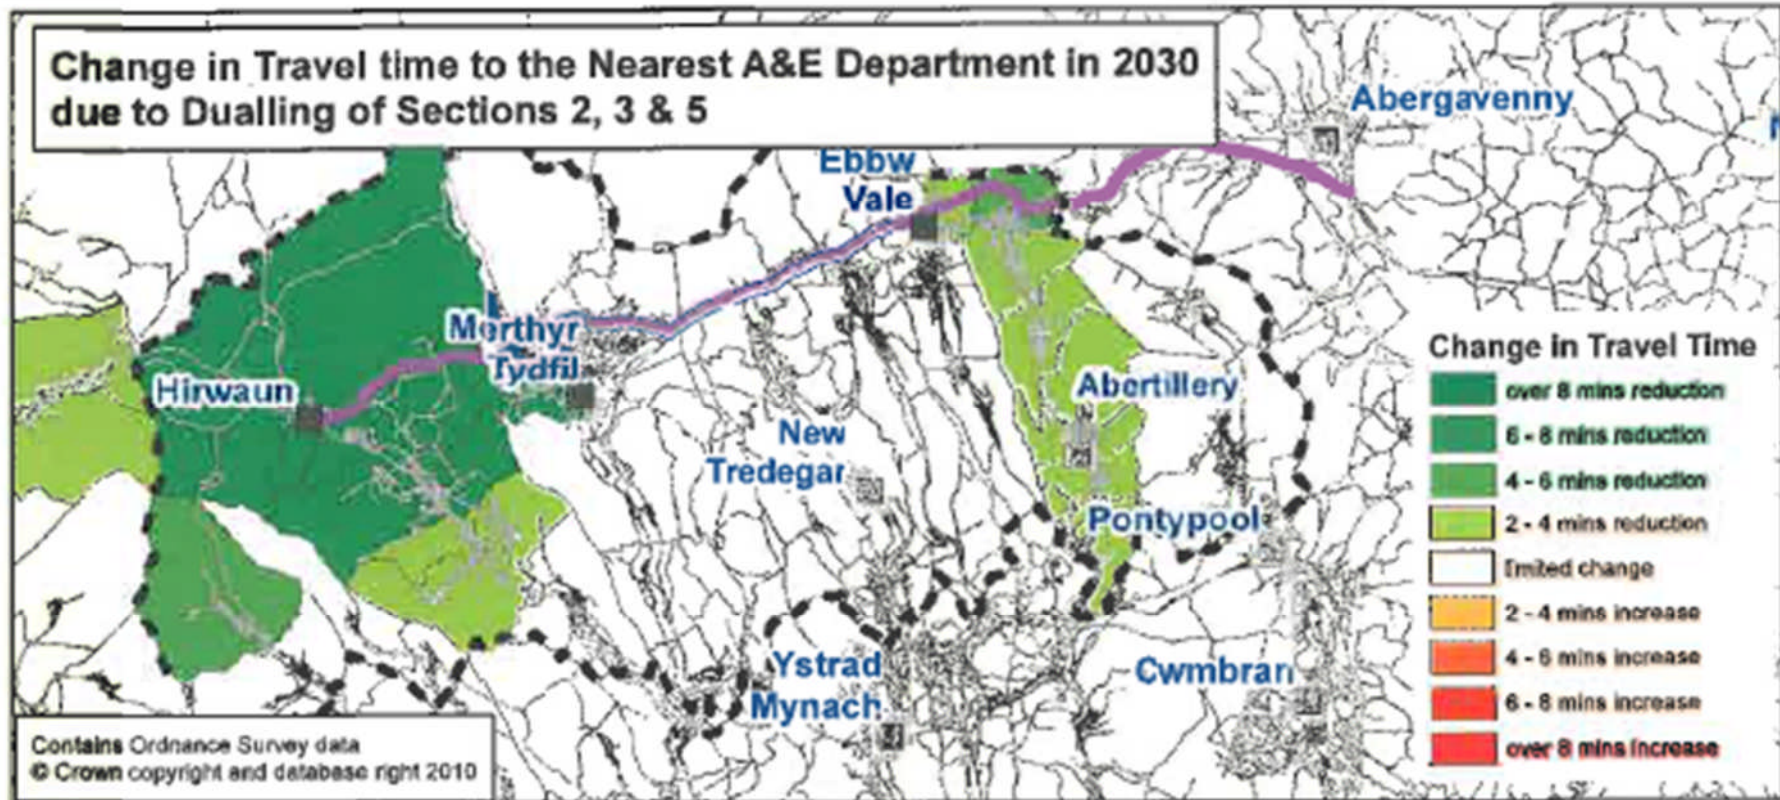 Change in Travel time to the Nearest A&E Department in 2030
due to Dualling of Sections 2, 3 & 5
Abergavenny
Ebbw
Vale
Merthyr
Tydfil
Hirwaun
Abertillery
New
Tredegar
Pontypool
Ystrad
Mynach
Cwmbran
Change in Travel Time
over 8 mins reduction
6 - 8 mins reduction
4 - 6 mins reduction
2 - 4 mins reduction
limited change
2 - 4 mins increase
4 - 6 mins increase
6 - 8 mins increase
over 8 mins increase
Contains Ordnance Survey data
© Crown copyright and database right 2010